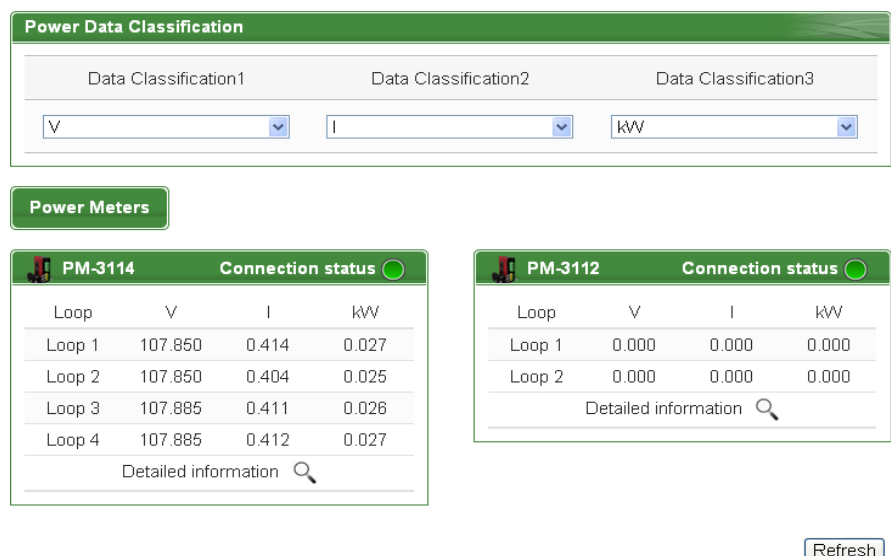 Power Data Classification
Data Classification1 Data Classification2 Data Classification3
V I kW
Power Meters
PM-3114 Connection status
Loop V I kW
Loop 1 107.850 0.414 0.027
Loop 2 107.850 0.404 0.025
Loop 3 107.885 0.411 0.026
Loop 4 107.885 0.412 0.027
Detailed information
PM-3112 Connection status
Loop V I kW
Loop 1 0.000 0.000 0.000
Loop 2 0.000 0.000 0.000
Detailed information
Refresh